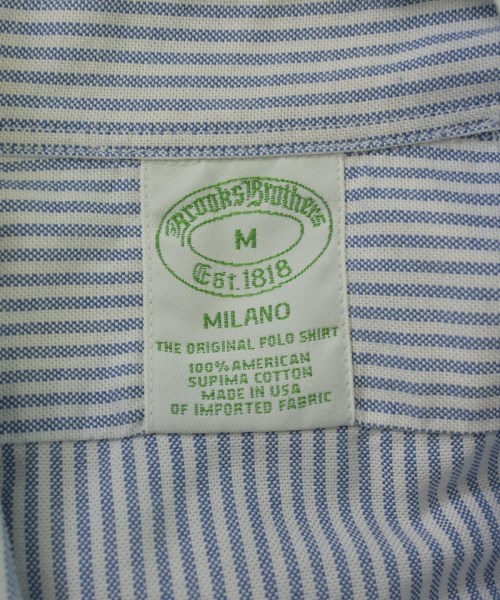 Brooks Brothers
M
Est. 1818
MILANO
THE ORIGINAL POLO SHIRT
100% AMERICAN
SUPIMA COTTON
MADE IN USA
OF IMPORTED FABRIC